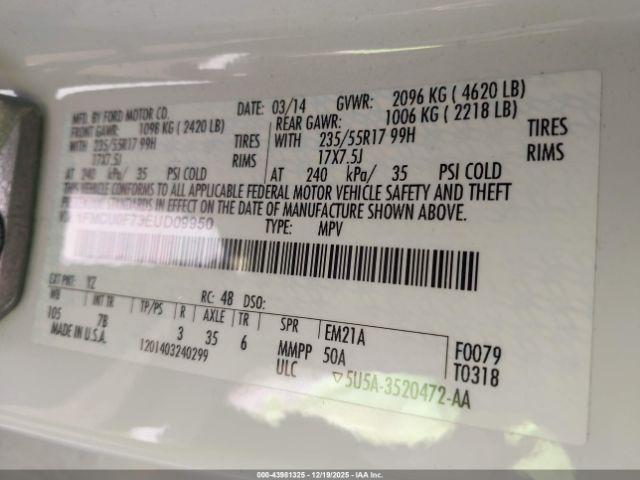 MFD. BY FORD MOTOR CO.
DATE: 03/14 GVWR: 2096 KG ( 4620 LB)
FRONT GAWR: 1098 KG ( 2420 LB) REAR GAWR: 1006 KG ( 2218 LB)
WITH 235/55R17 99H TIRES WITH 235/55R17 99H TIRES
17X7.5J RIMS 17X7.5J RIMS
AT 240 kPa/ 35 PSI COLD AT 240 kPa/ 35 PSI COLD
THIS VEHICLE CONFORMS TO ALL APPLICABLE FEDERAL MOTOR VEHICLE SAFETY AND THEFT
PREVENTION STANDARDS IN EFFECT ON THE DATE OF MANUFACTURE SHOWN ABOVE.
1FMCU0F73EUD09950
TYPE: MPV
EXT PNT: YZ RC: 48 DSO:
WB INT TR TP/PS R AXLE TR SPR EM21A F0079
105 7B 3 35 6 MMPP 50A T0318
MADE IN U.S.A. 1201403240299 ULC ▽5U5A-3520472-AA
000-43981325 - 12/19/2025 - IAAI.COM